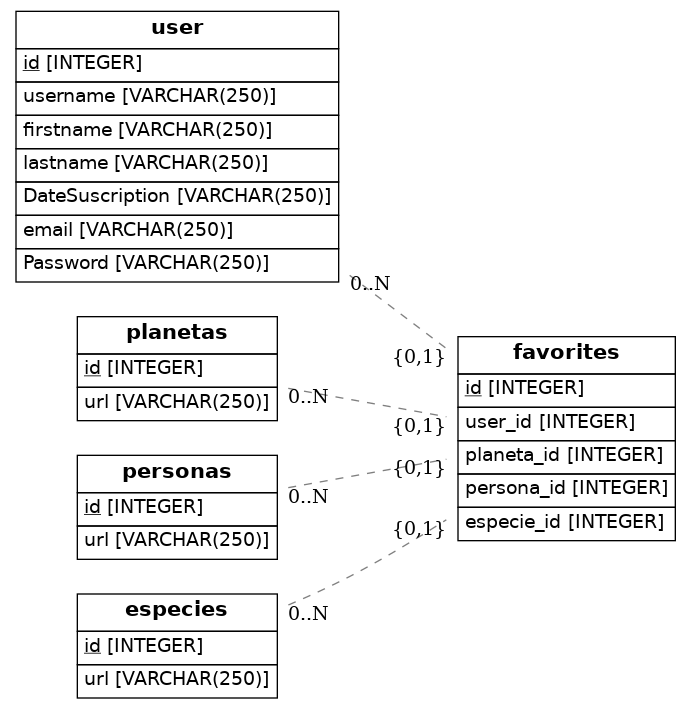 user
id [INTEGER]
username [VARCHAR(250)]
firstname [VARCHAR(250)]
lastname [VARCHAR(250)]
DateSuscription [VARCHAR(250)]
email [VARCHAR(250)]
Password [VARCHAR(250)]
0..N
{0,1}
planetas
id [INTEGER]
url [VARCHAR(250)]
0..N
{0,1}
personas
id [INTEGER]
url [VARCHAR(250)]
0..N
{0,1}
especies
id [INTEGER]
url [VARCHAR(250)]
0..N
{0,1}
favorites
id [INTEGER]
user_id [INTEGER]
planeta_id [INTEGER]
persona_id [INTEGER]
especie_id [INTEGER]